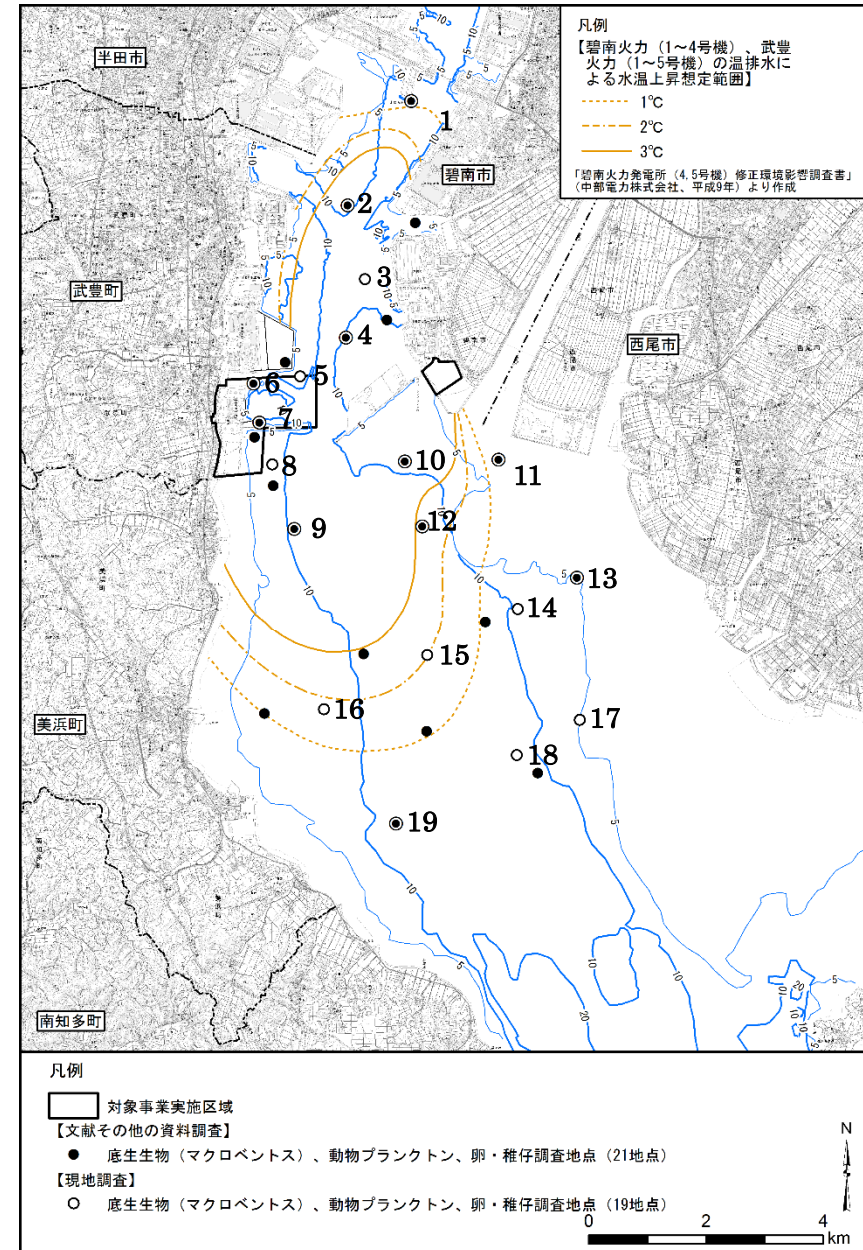 凡例
【碧南火力（1～4号機）、武豊
火力（1～5号機）の温排水に
よる水温上昇想定範囲】
1℃
2℃
3℃
「碧南火力発電所（4,5号機）修正環境影響調査書」
（中部電力株式会社、平成9年）より作成
半田市
碧南市
武豊町
西尾市
美浜町
南知多町
1
2
3
4
5
6
7
8
9
10
11
12
13
14
15
16
17
18
19
5
10
20
凡例
対象事業実施区域
【文献その他の資料調査】
● 底生生物（マクロベントス）、動物プランクトン、卵・稚仔調査地点（21地点）
【現地調査】
○ 底生生物（マクロベントス）、動物プランクトン、卵・稚仔調査地点（19地点）
N
0 2 4
km